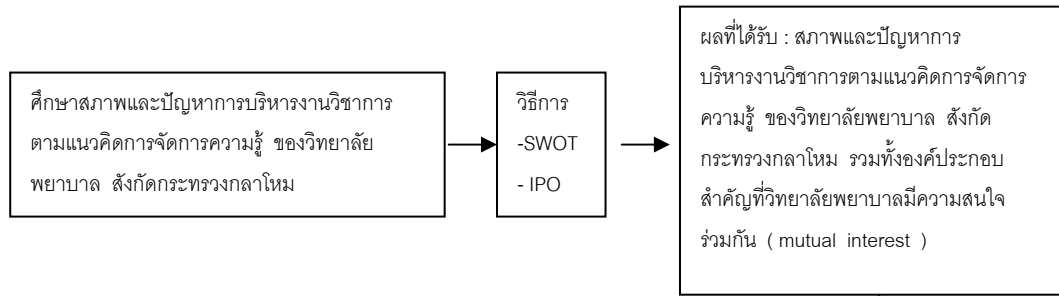 ศึกษาสภาพและปัญหาการบริหารงานวิชาการ
ตามแนวคิดการจัดการความรู้ ของวิทยาลัย
พยาบาล สังกัดกระทรวงกลาโหม
วิธีการ
-SWOT
- IPO
ผลที่ได้รับ : สภาพและปัญหาการ
บริหารงานวิชาการตามแนวคิดการจัดการ
ความรู้ ของวิทยาลัยพยาบาล สังกัด
กระทรวงกลาโหม รวมทั้งองค์ประกอบ
สำคัญที่วิทยาลัยพยาบาลมีความสนใจ
ร่วมกัน ( mutual interest )